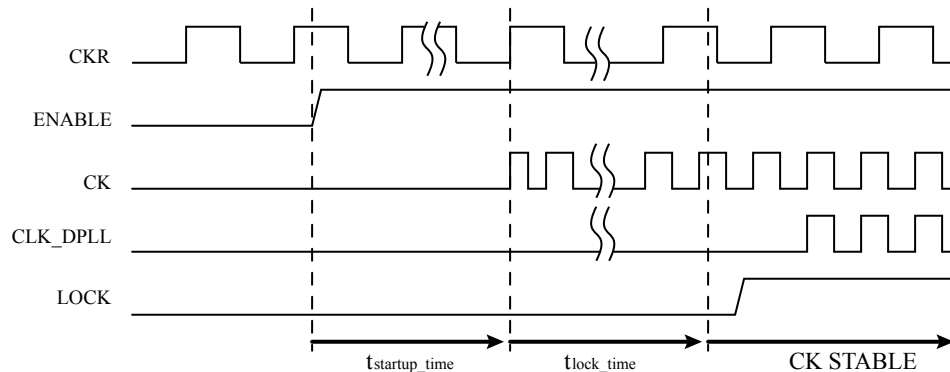 CKR
ENABLE
CK
CLK_DPLL
LOCK
tstartup_time
tlock_time
CK STABLE